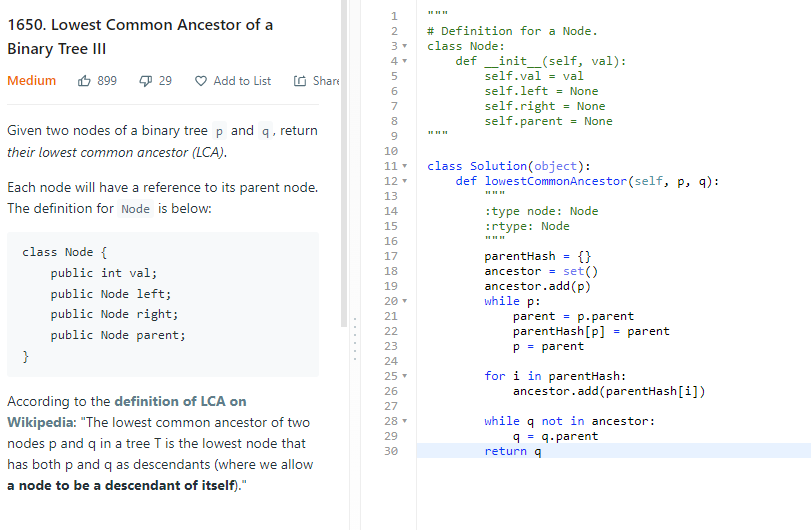 1650. Lowest Common Ancestor of a
Binary Tree III
Medium 899 29 Add to List Share
Given two nodes of a binary tree p and q, return
their lowest common ancestor (LCA).
Each node will have a reference to its parent node.
The definition for Node is below:
class Node {
    public int val;
    public Node left;
    public Node right;
    public Node parent;
}
According to the definition of LCA on
Wikipedia: "The lowest common ancestor of two
nodes p and q in a tree T is the lowest node that
has both p and q as descendants (where we allow
a node to be a descendant of itself)."
1 """
2 # Definition for a Node.
3 class Node:
4     def __init__(self, val):
5         self.val = val
6         self.left = None
7         self.right = None
8         self.parent = None
9 """
10
11 class Solution(object):
12     def lowestCommonAncestor(self, p, q):
13         """
14         :type node: Node
15         :rtype: Node
16         """
17         parentHash = {}
18         ancestor = set()
19         ancestor.add(p)
20         while p:
21             parent = p.parent
22             parentHash[p] = parent
23             p = parent
24
25         for i in parentHash:
26             ancestor.add(parentHash[i])
27
28         while q not in ancestor:
29             q = q.parent
30         return q